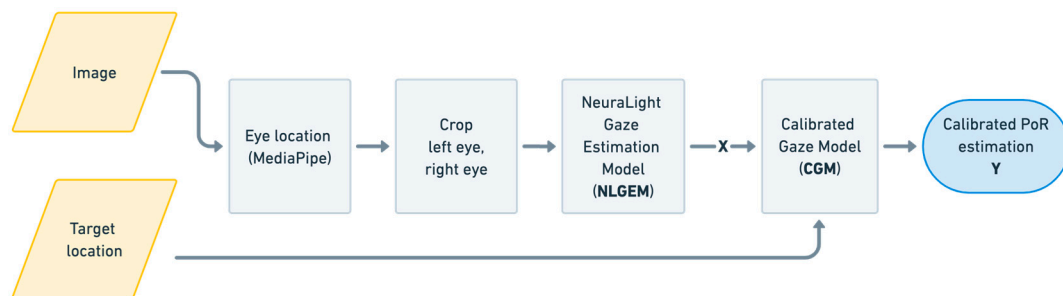 Image
Eye location
(MediaPipe)
Crop
left eye,
right eye
NeuraLight
Gaze
Estimation
Model
(NLGEM)
X
Calibrated
Gaze Model
(CGM)
Calibrated PoR
estimation
Y
Target
location